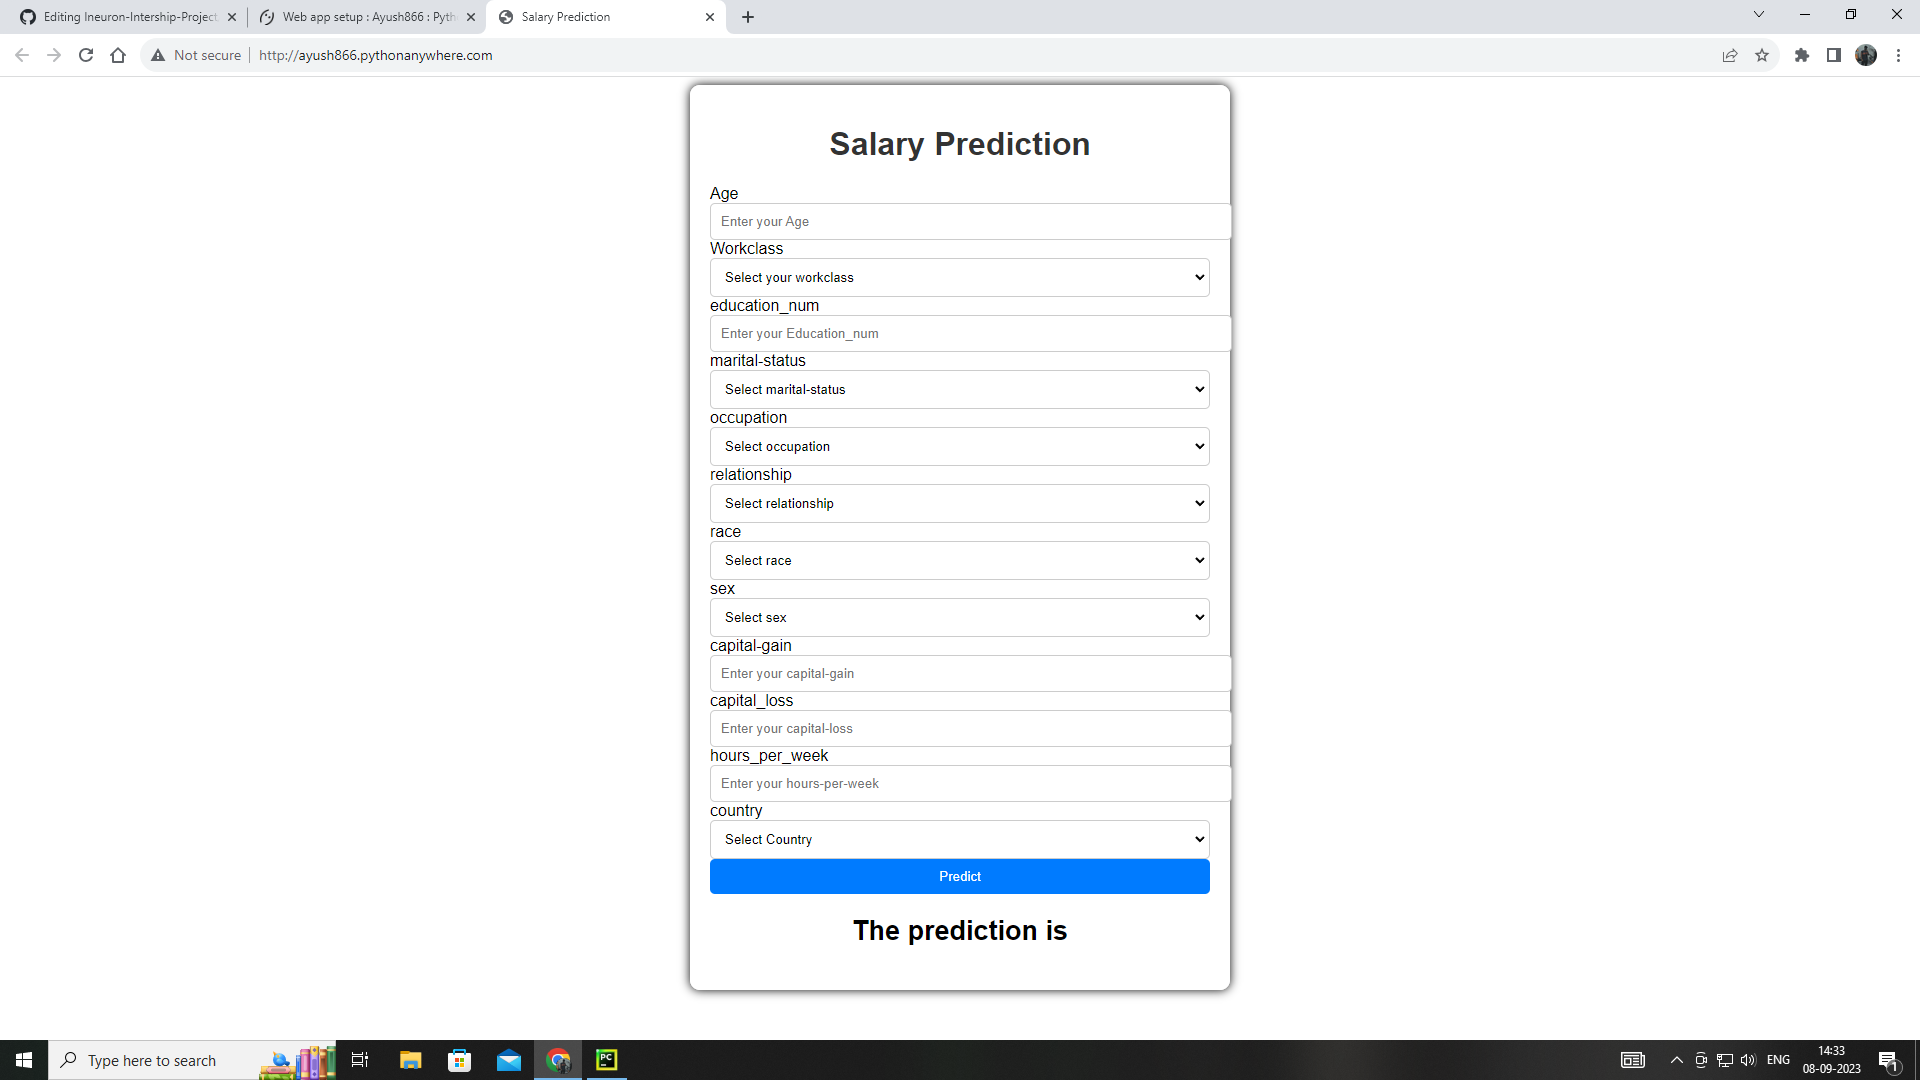 Editing Ineuron-Intership-Project
Web app setup : Ayush866 : Pyth
Salary Prediction
Not secure
http://ayush866.pythonanywhere.com
Salary Prediction
Age
Enter your Age
Workclass
Select your workclass
education_num
Enter your Education_num
marital-status
Select marital-status
occupation
Select occupation
relationship
Select relationship
race
Select race
sex
Select sex
capital-gain
Enter your capital-gain
capital_loss
Enter your capital-loss
hours_per_week
Enter your hours-per-week
country
Select Country
Predict
The prediction is
Type here to search
PC
ENG
14:33
08-09-2023
1